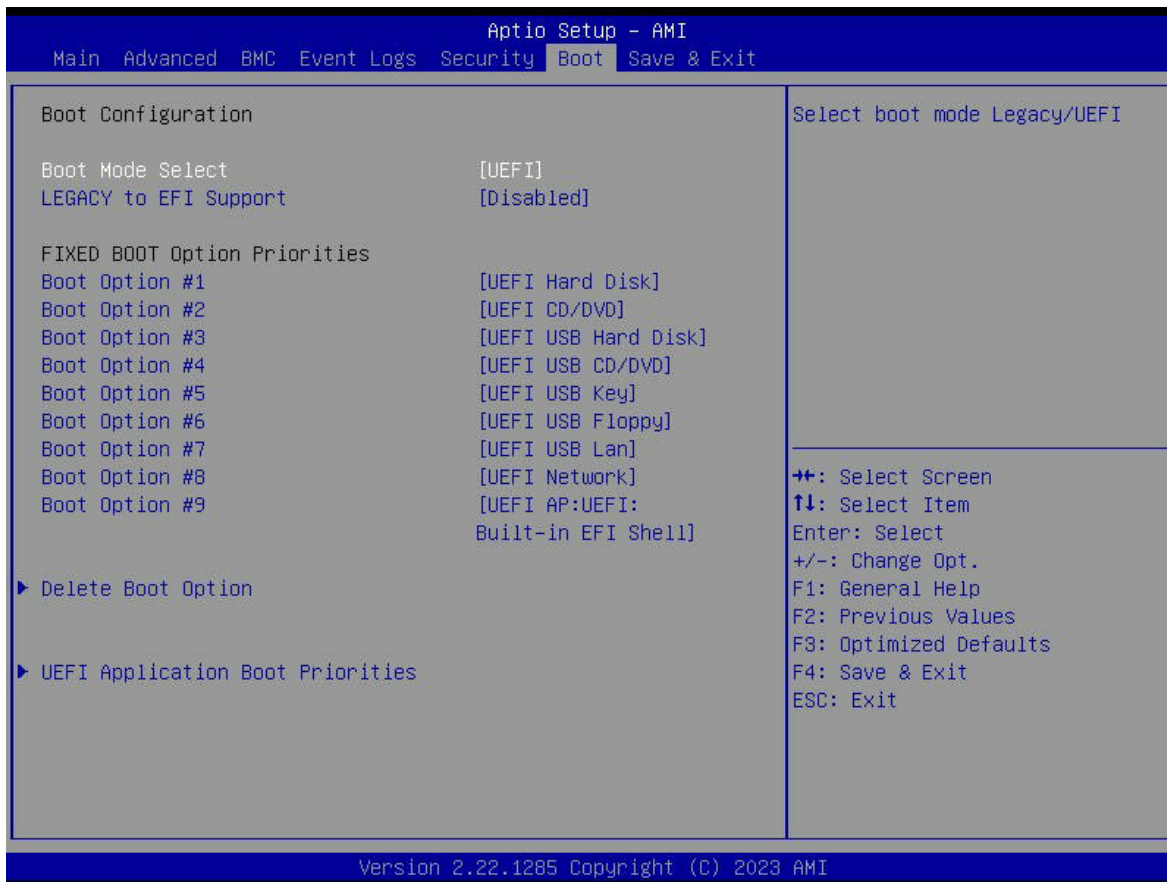 Aptio Setup – AMI
Main Advanced BMC Event Logs Security Boot Save & Exit
Boot Configuration
Boot Mode Select [UEFI]
LEGACY to EFI Support [Disabled]
FIXED BOOT Option Priorities
Boot Option #1 [UEFI Hard Disk]
Boot Option #2 [UEFI CD/DVD]
Boot Option #3 [UEFI USB Hard Disk]
Boot Option #4 [UEFI USB CD/DVD]
Boot Option #5 [UEFI USB Key]
Boot Option #6 [UEFI USB Floppy]
Boot Option #7 [UEFI USB Lan]
Boot Option #8 [UEFI Network]
Boot Option #9 [UEFI AP:UEFI:
Built-in EFI Shell]
▶ Delete Boot Option
▶ UEFI Application Boot Priorities
Select boot mode Legacy/UEFI
→←: Select Screen
↑↓: Select Item
Enter: Select
+/-: Change Opt.
F1: General Help
F2: Previous Values
F3: Optimized Defaults
F4: Save & Exit
ESC: Exit
Version 2.22.1285 Copyright (C) 2023 AMI